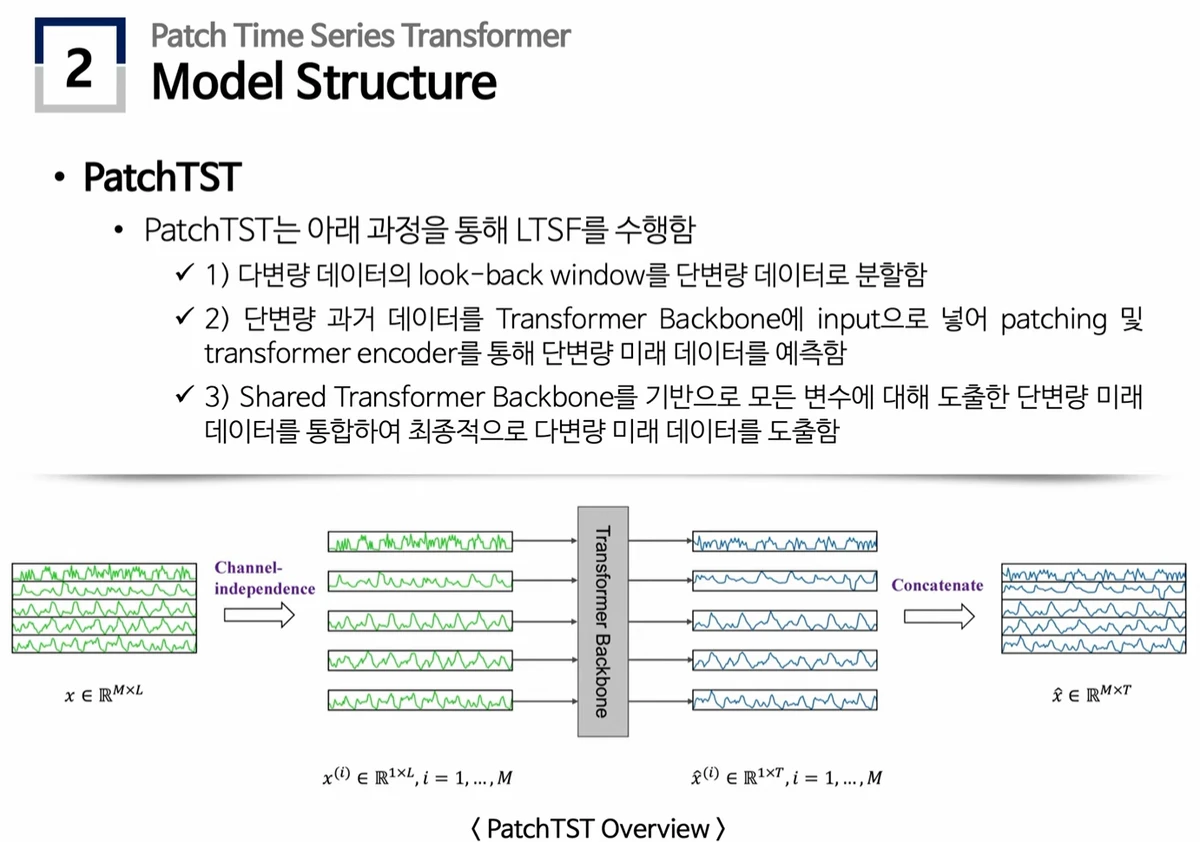 2
Patch Time Series Transformer
Model Structure
• PatchTST
• PatchTST는 아래 과정을 통해 LTSF를 수행함
✓ 1) 다변량 데이터의 look-back window를 단변량 데이터로 분할함
✓ 2) 단변량 과거 데이터를 Transformer Backbone에 input으로 넣어 patching 및
transformer encoder를 통해 단변량 미래 데이터를 예측함
✓ 3) Shared Transformer Backbone를 기반으로 모든 변수에 대해 도출한 단변량 미래
데이터를 통합하여 최종적으로 다변량 미래 데이터를 도출함
Channel-
independence
Transformer Backbone
Concatenate
x ∈ ℝ^{M×L}
x̂ ∈ ℝ^{M×T}
x^{(i)} ∈ ℝ^{1×L}, i = 1, ..., M
x̂^{(i)} ∈ ℝ^{1×T}, i = 1, ..., M
〈 PatchTST Overview 〉